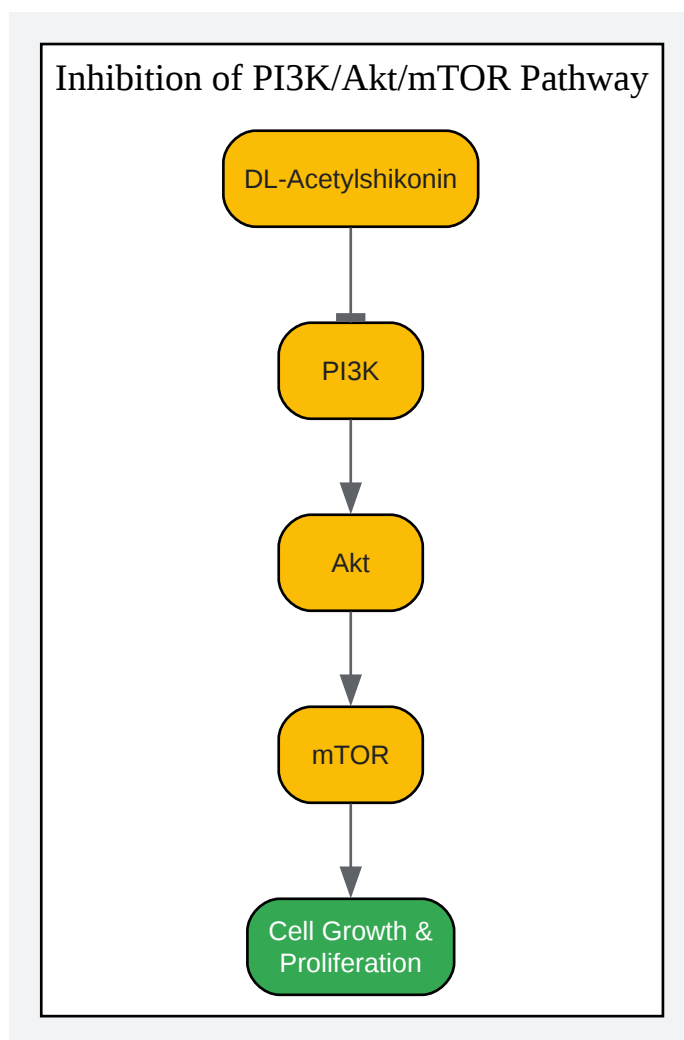 Inhibition of PI3K/Akt/mTOR Pathway
DL-Acetylshikonin
PI3K
Akt
mTOR
Cell Growth &
Proliferation